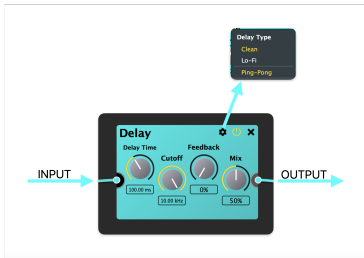 Delay Type
Clean
Lo-Fi
Ping-Pong
Delay
Delay Time
Cutoff
Feedback
Mix
INPUT
OUTPUT
100.00 ms
10.00 kHz
0%
50%